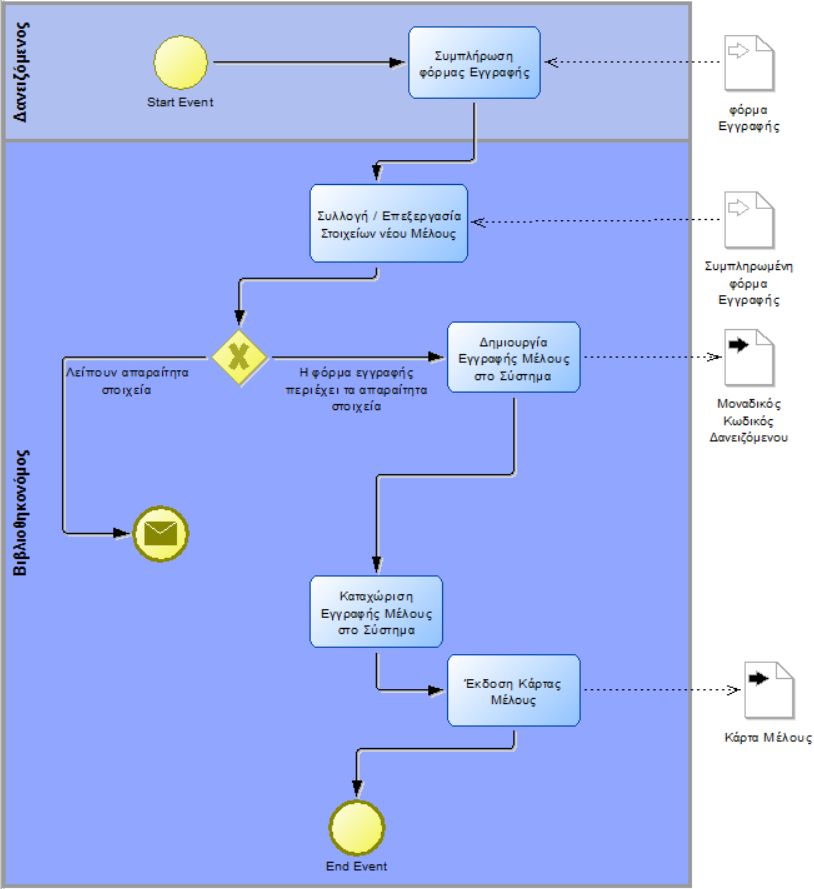 Δανειζόμενος
Start Event
Συμπλήρωση
φόρμας Εγγραφής
φόρμα
Εγγραφής
Βιβλιοθηκονόμος
Συλλογή / Επεξεργασία
Στοιχείων νέου Μέλους
Συμπληρωμένη
φόρμα
Εγγραφής
Λείπουν απαραίτητα
στοιχεία
Η φόρμα εγγραφής
περιέχει τα απαραίτητα
στοιχεία
Δημιουργία
Εγγραφής Μέλους
στο Σύστημα
Μοναδικός
Κωδικός
Δανειζόμενου
Καταχώριση
Εγγραφής Μέλους
στο Σύστημα
Έκδοση Κάρτας
Μέλους
Κάρτα Μέλους
End Event